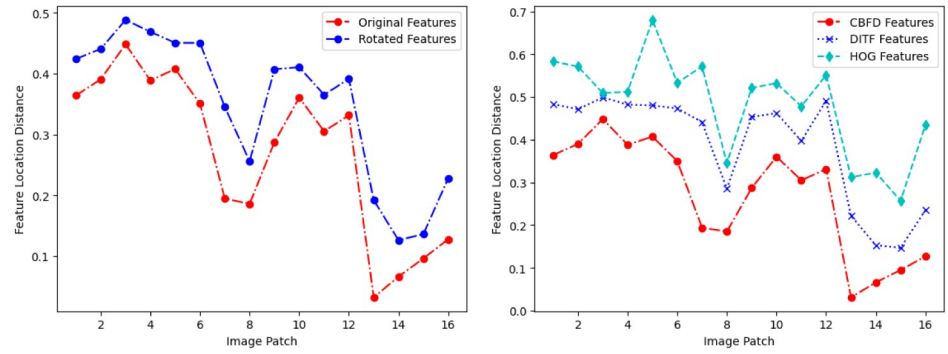 0.5
0.4
0.3
0.2
0.1
2 4 6 8 10 12 14 16
Image Patch
Feature Location Distance
Original Features
Rotated Features
0.7
0.6
0.5
0.4
0.3
0.2
0.1
0.0
2 4 6 8 10 12 14 16
Image Patch
Feature Location Distance
CBFD Features
DITF Features
HOG Features